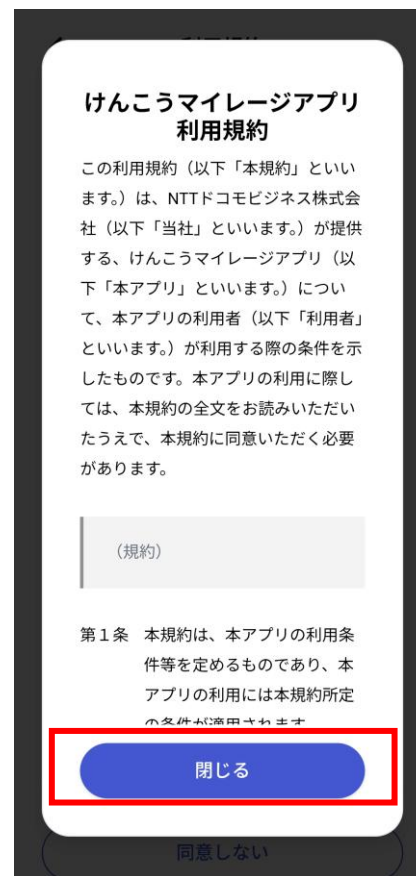 けんこうマイレージアプリ
利用規約
この利用規約（以下「本規約」といい
ます。）は、NTTドコモビジネス株式会
社（以下「当社」といいます。）が提供
する、けんこうマイレージアプリ（以
下「本アプリ」といいます。）につい
て、本アプリの利用者（以下「利用者」
といいます。）が利用する際の条件を示
したものです。本アプリの利用に際し
ては、本規約の全文をお読みいただい
たうえで、本規約に同意いただく必要
があります。
（規約）
第１条 本規約は、本アプリの利用条
件等を定めるものであり、本
アプリの利用には本規約所定
の条件が適用されます
閉じる
同意しない